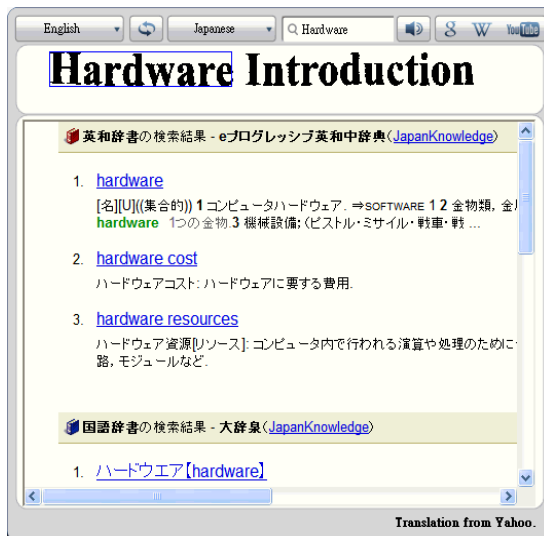 English Japanese Hardware g W YouTube
Hardware Introduction
英和辞書の検索結果 - eプログレッシブ英和中辞典(JapanKnowledge)
1. hardware
[名][U]((集合的)) 1 コンピュータハードウェア. ⇒SOFTWARE 1 2 金物類, 金
hardware 1つの金物.3 機械設備; (ピストル・ミサイル・戦車・戦 ...
2. hardware cost
ハードウェアコスト: ハードウェアに要する費用.
3. hardware resources
ハードウェア資源[リソース]: コンピュータ内で行われる演算や処理のために
路, モジュールなど.
国語辞書の検索結果 - 大辞泉(JapanKnowledge)
1. ハードウエア【hardware】
Translation from Yahoo.